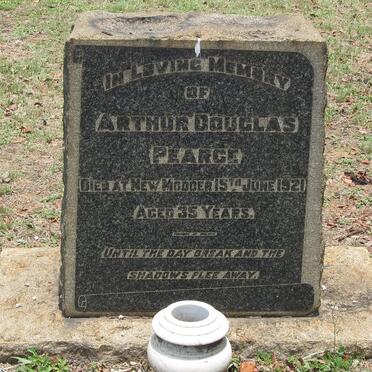 IN LOVING MEMORY
OF
ARTHUR DOUGLAS
PEARCE
DIED AT NEW MODDER 15TH JUNE 1921
AGED 35 YEARS.
UNTIL THE DAY BREAK AND THE
SHADOWS FLEE AWAY.